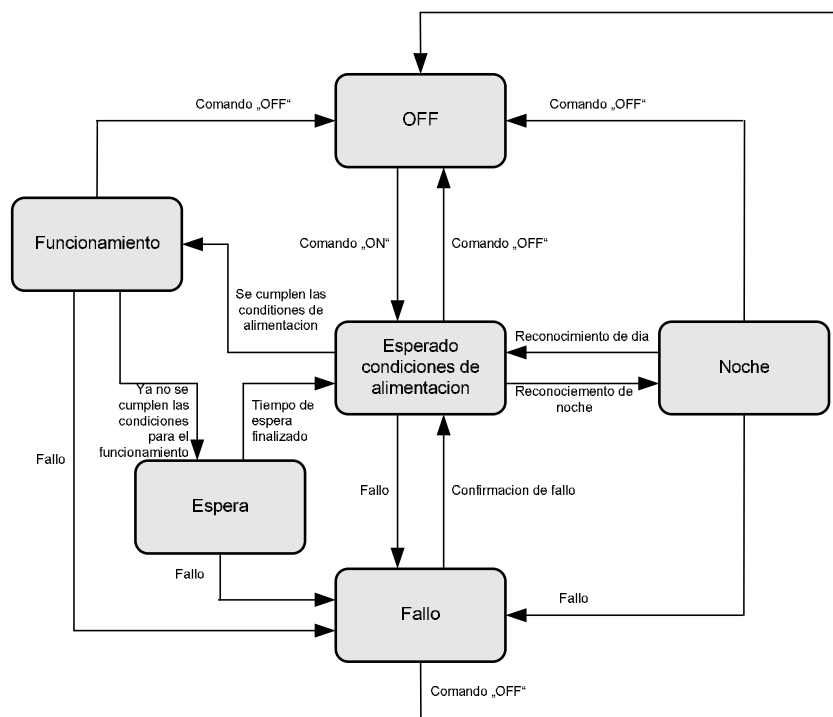 Comando „OFF“
OFF
Comando „OFF“
Funcionamiento
Comando „ON“
Comando „OFF“
Se cumplen las
conditiones de
alimentacion
Esperado
condiciones de
alimentacion
Reconocimiento de dia
Noche
Reconociemento de
noche
Ya no se
cumplen las
condiciones
para el
funcionamiento
Tiempo de
espera
finalizado
Fallo
Espera
Fallo
Confirmacion de fallo
Fallo
Fallo
Fallo
Comando „OFF“